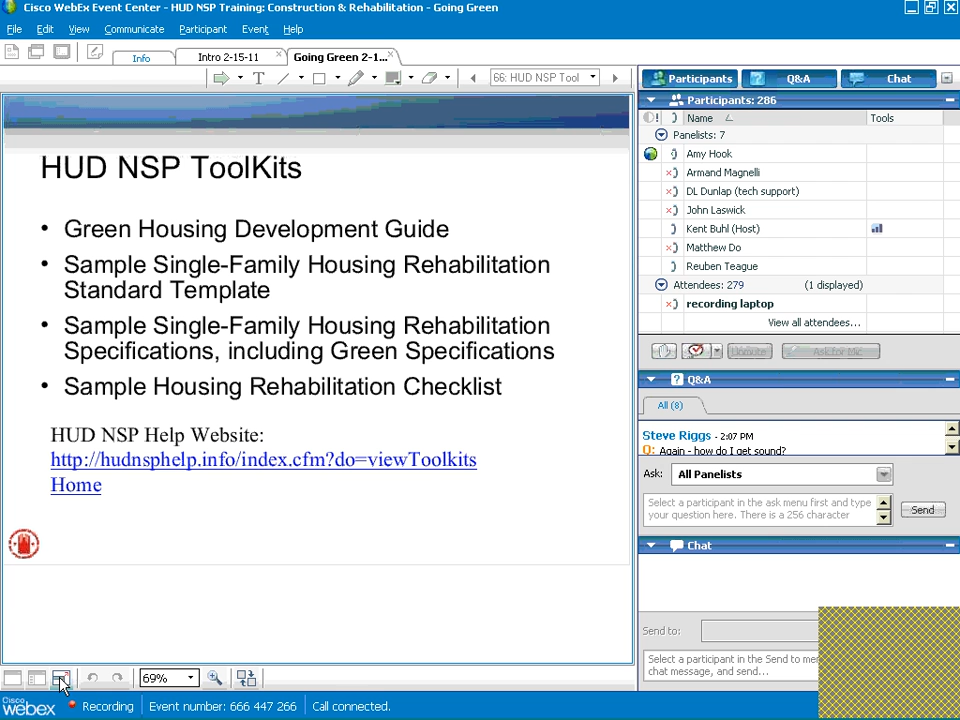 Cisco WebEx Event Center - HUD NSP Training: Construction & Rehabilitation - Going Green
File Edit View Communicate Participant Event Help
Info Intro 2-15-11 Going Green 2-1...
66: HUD NSP Tool
HUD NSP ToolKits
• Green Housing Development Guide
• Sample Single-Family Housing Rehabilitation
Standard Template
• Sample Single-Family Housing Rehabilitation
Specifications, including Green Specifications
• Sample Housing Rehabilitation Checklist
HUD NSP Help Website:
http://hudnsphelp.info/index.cfm?do=viewToolkits
Home
69%
Participants Q&A Chat
Participants: 286
Name Tools
Panelists: 7
Amy Hook
Armand Magnelli
DL Dunlap (tech support)
John Laswick
Kent Buhl (Host)
Matthew Do
Reuben Teague
Attendees: 279 (1 displayed)
recording laptop
View all attendees...
Unmute Ask for Mic
Q&A
All (8)
Steve Riggs - 2:07 PM
Q: Again - how do I get sound?
Ask: All Panelists
Select a participant in the ask menu first and type
your question here. There is a 256 character
Send
Chat
Send to:
Select a participant in the Send to me
chat message, and send...
Cisco
webex Recording Event number: 666 447 266 Call connected.